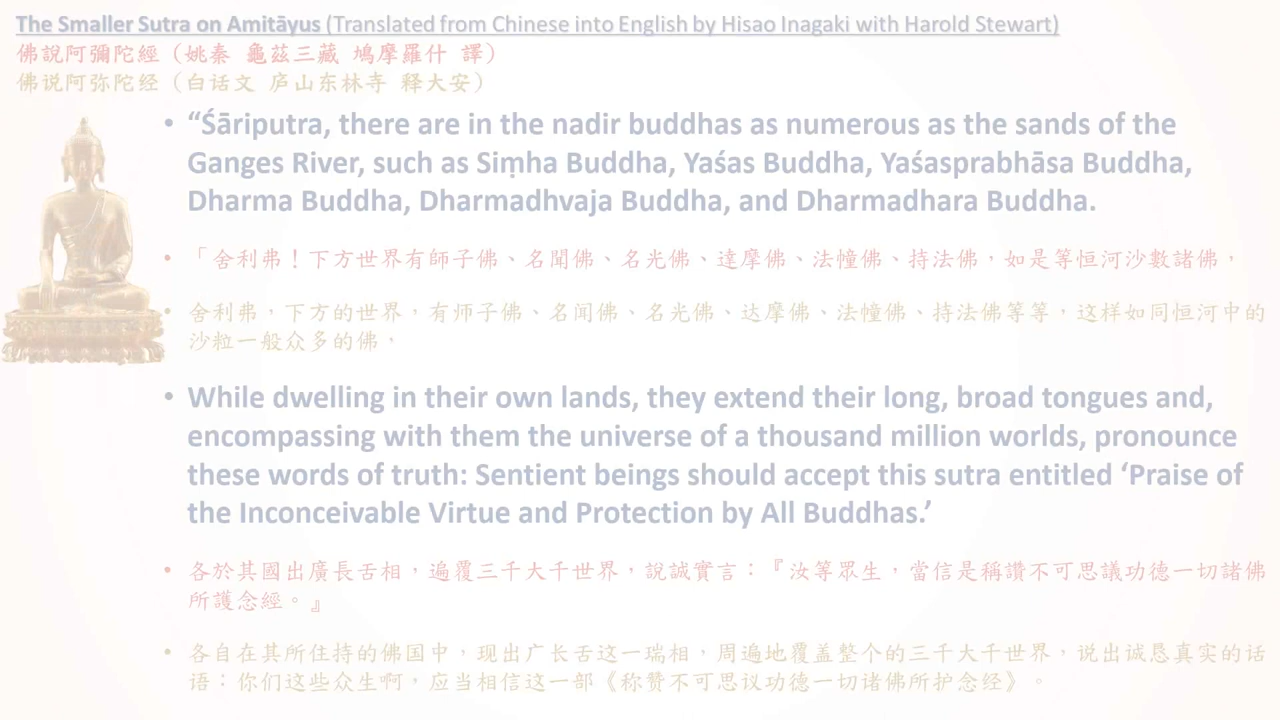 The Smaller Sutra on Amitāyus (Translated from Chinese into English by Hisao Inagaki with Harold Stewart)
佛說阿彌陀經（姚秦 龜茲三藏 鳩摩羅什 譯）
佛说阿弥陀经（白话文 庐山东林寺 释大安）
• “Śāriputra, there are in the nadir buddhas as numerous as the sands of the
Ganges River, such as Siṃha Buddha, Yaśas Buddha, Yaśasprabhāsa Buddha,
Dharma Buddha, Dharmadhvaja Buddha, and Dharmadhara Buddha.
• 「舍利弗！下方世界有師子佛、名聞佛、名光佛、達摩佛、法幢佛、持法佛，如是等恒河沙數諸佛，
• 舍利弗，下方的世界，有师子佛、名闻佛、名光佛、达摩佛、法幢佛、持法佛等等，这样如同恒河中的
沙粒一般众多的佛，
• While dwelling in their own lands, they extend their long, broad tongues and,
encompassing with them the universe of a thousand million worlds, pronounce
these words of truth: Sentient beings should accept this sutra entitled ‘Praise of
the Inconceivable Virtue and Protection by All Buddhas.’
• 各於其國出廣長舌相，遍覆三千大千世界，說誠實言：『汝等眾生，當信是稱讚不可思議功德一切諸佛
所護念經。』
• 各自在其所住持的佛国中，现出广长舌这一瑞相，周遍地覆盖整个的三千大千世界，说出诚恳真实的话
语：你们这些众生啊，应当相信这一部《称赞不可思议功德一切诸佛所护念经》。